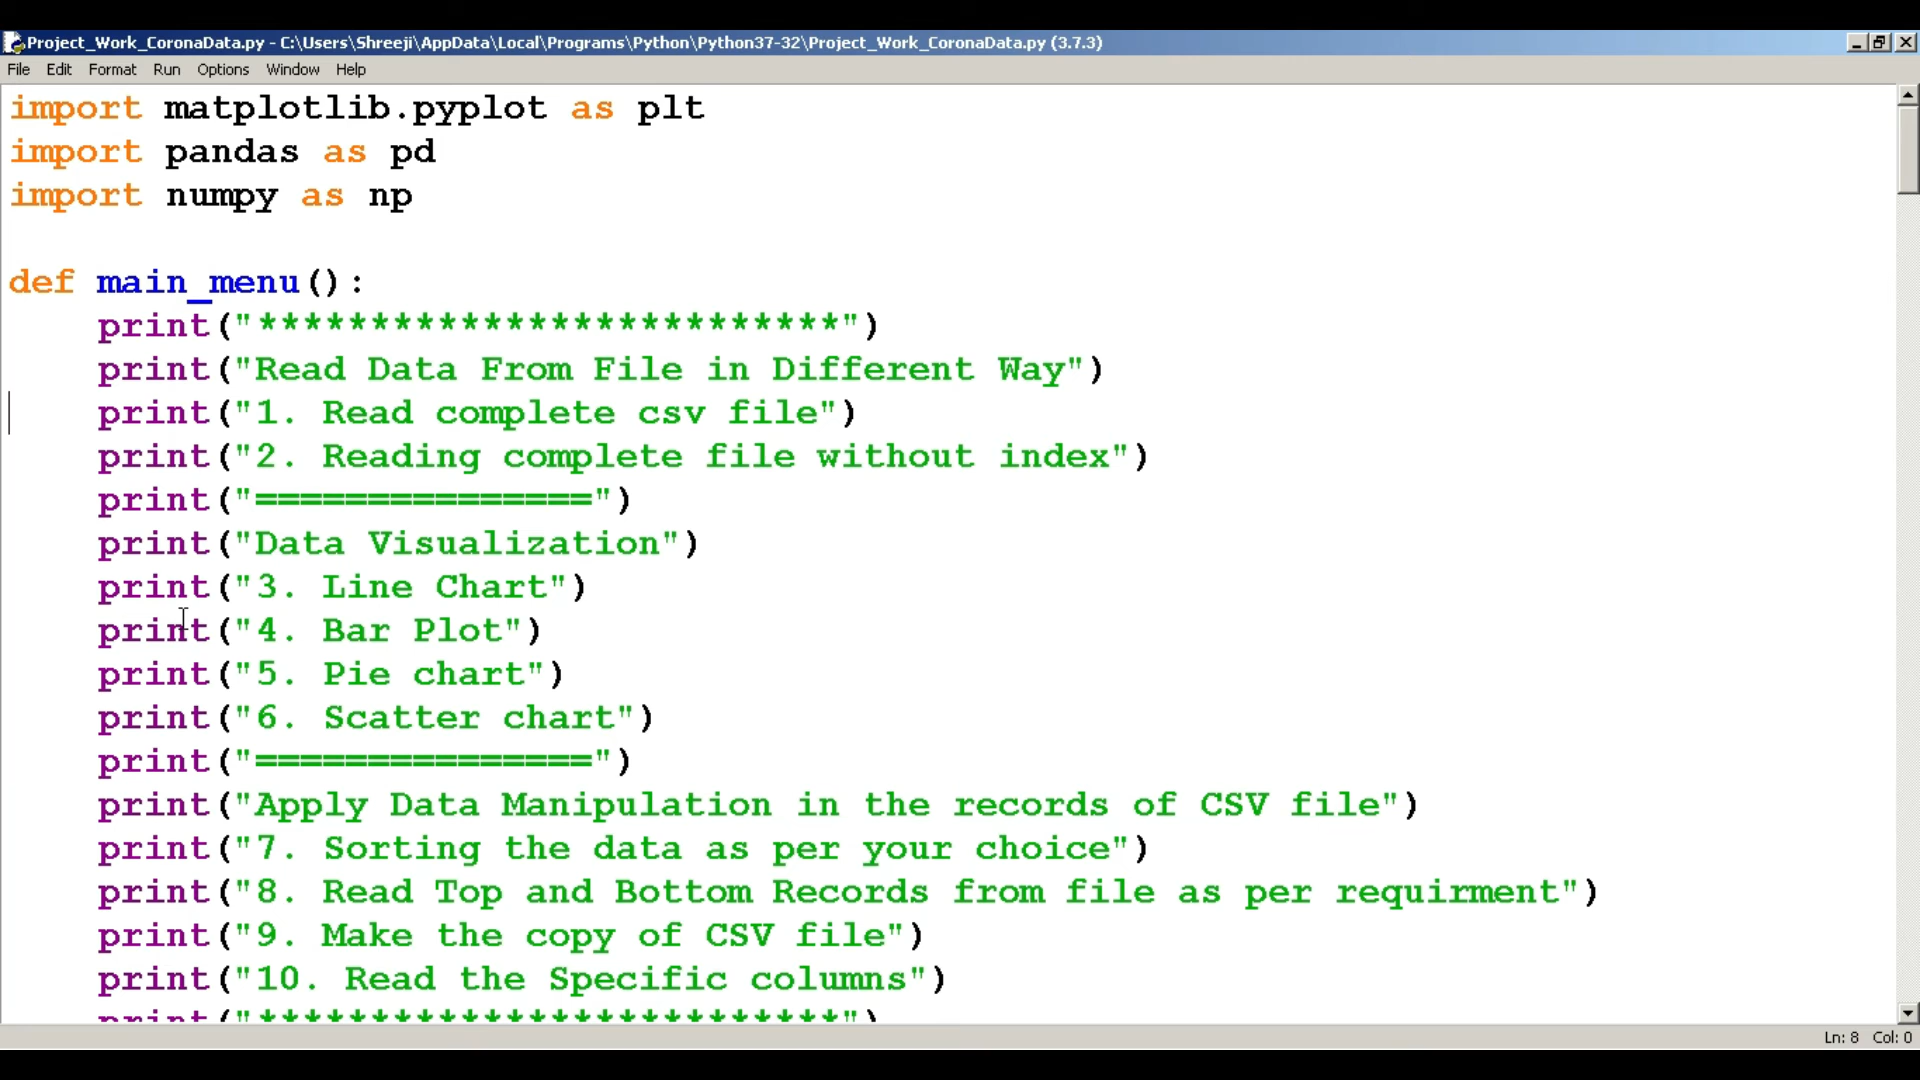 Project_Work_CoronaData.py - C:\Users\Shreeji\AppData\Local\Programs\Python\Python37-32\Project_Work_CoronaData.py (3.7.3)
File Edit Format Run Options Window Help
import matplotlib.pyplot as plt
import pandas as pd
import numpy as np
def main_menu():
    print("**************************")
    print("Read Data From File in Different Way")
    print("1. Read complete csv file")
    print("2. Reading complete file without index")
    print("===============")
    print("Data Visualization")
    print("3. Line Chart")
    print("4. Bar Plot")
    print("5. Pie chart")
    print("6. Scatter chart")
    print("===============")
    print("Apply Data Manipulation in the records of CSV file")
    print("7. Sorting the data as per your choice")
    print("8. Read Top and Bottom Records from file as per requirment")
    print("9. Make the copy of CSV file")
    print("10. Read the Specific columns")
    print("**************************")
Ln: 8 Col: 0